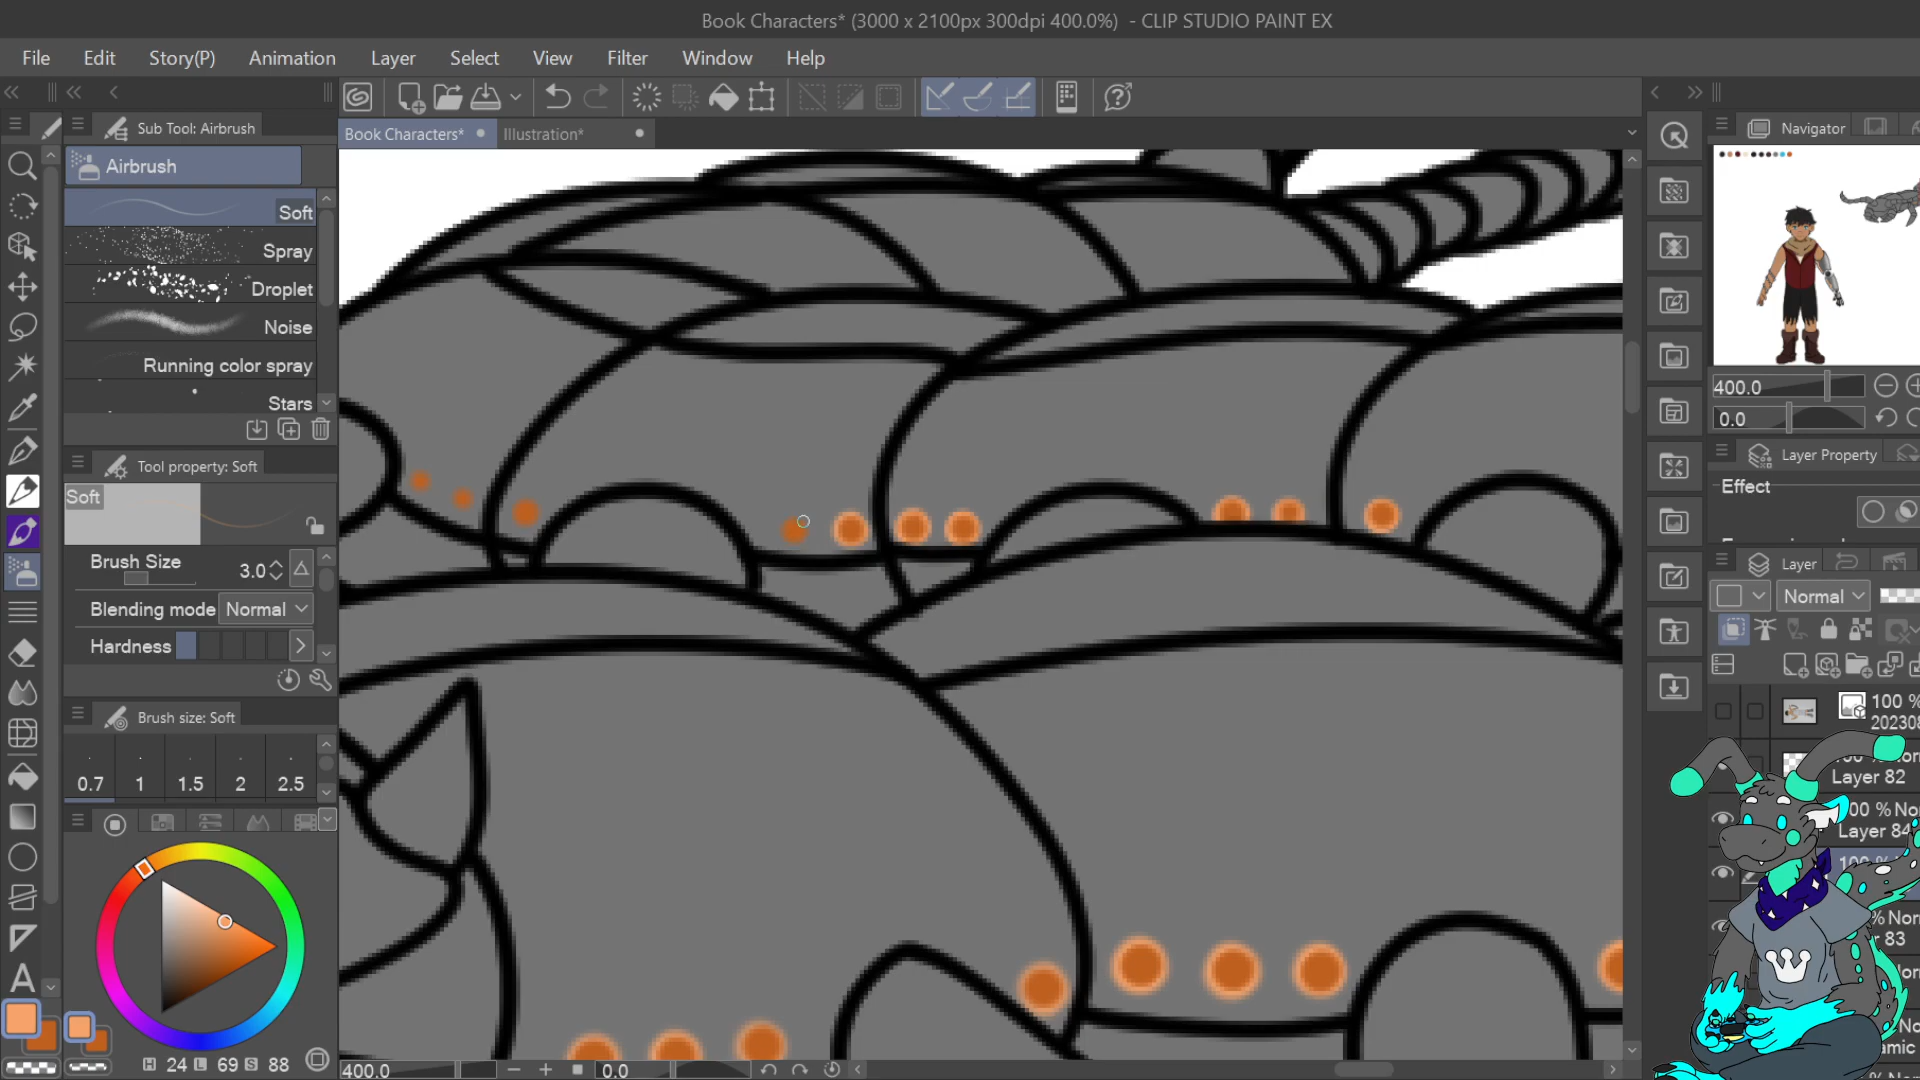 Book Characters* (3000 x 2100px 300dpi 400.0%) - CLIP STUDIO PAINT EX
File Edit Story(P) Animation Layer Select View Filter Window Help
Sub Tool: Airbrush
Book Characters* Illustration*
Navigator
Airbrush
Soft
Spray
Droplet
Noise
Running color spray
Stars
400.0
0.0
Tool property: Soft
Layer Property
Soft
Effect
Brush Size 3.0
Blending mode Normal
Hardness
Layer
Normal
Brush size: Soft
0.7 1 1.5 2 2.5
100 %
Layer 82
Layer 84
A
H 24 L 69 S 88
400.0 0.0